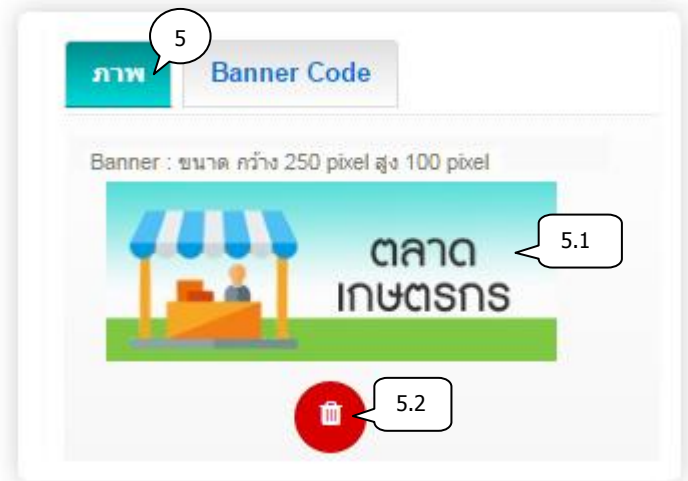 5
ภาพ
Banner Code
Banner : ขนาด กว้าง 250 pixel สูง 100 pixel
ตลาด
เกษตรกร
5.1
5.2